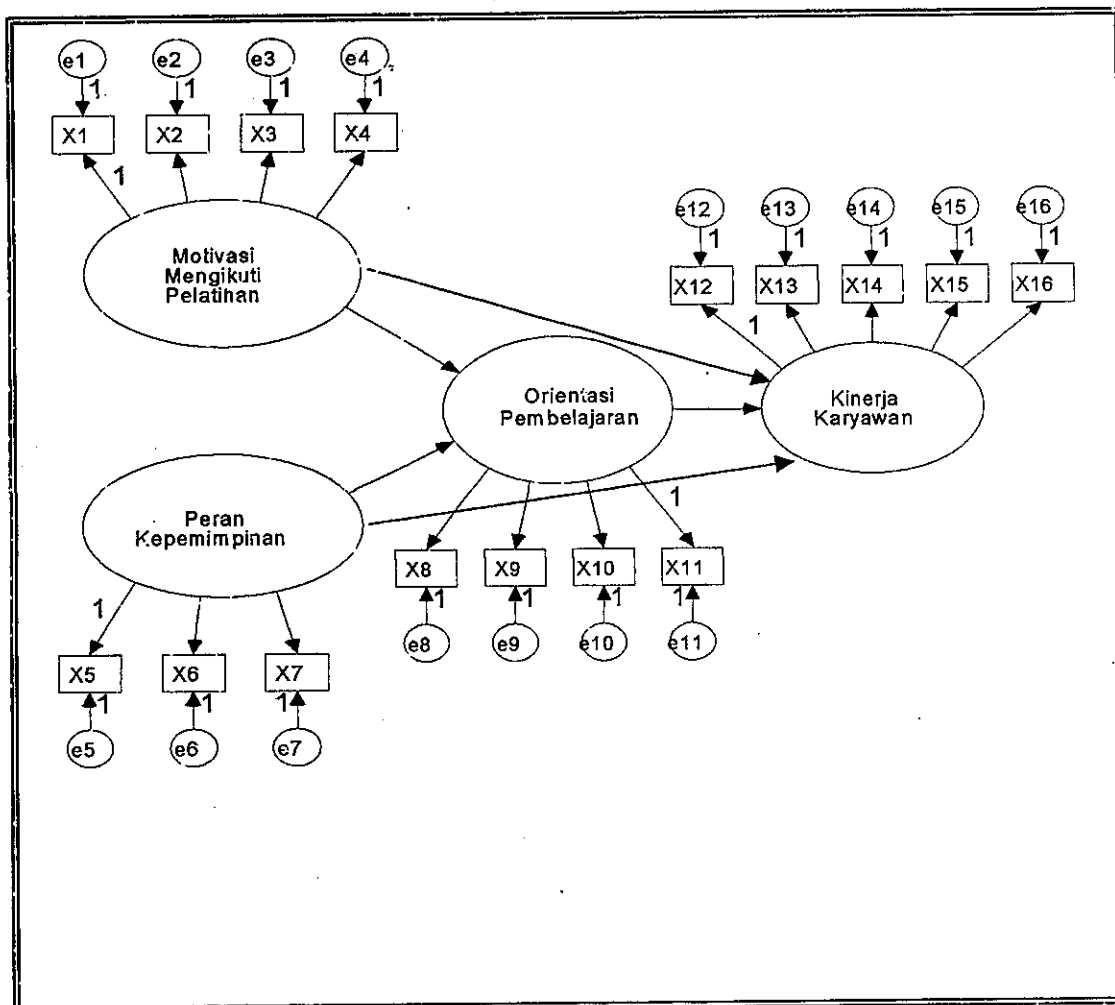 e1 e2 e3 e4
1 1 1 1
X1 X2 X3 X4
1
Motivasi
Mengikuti
Pelatihan
e12 e13 e14 e15 e16
1 1 1 1 1
X12 X13 X14 X15 X16
1
Orientasi
Pembelajaran
Kinerja
Karyawan
Peran
Kepemimpinan
1
X8 X9 X10 X11
1 1 1 1
e8 e9 e10 e11
1
X5 X6 X7
1 1 1
e5 e6 e7